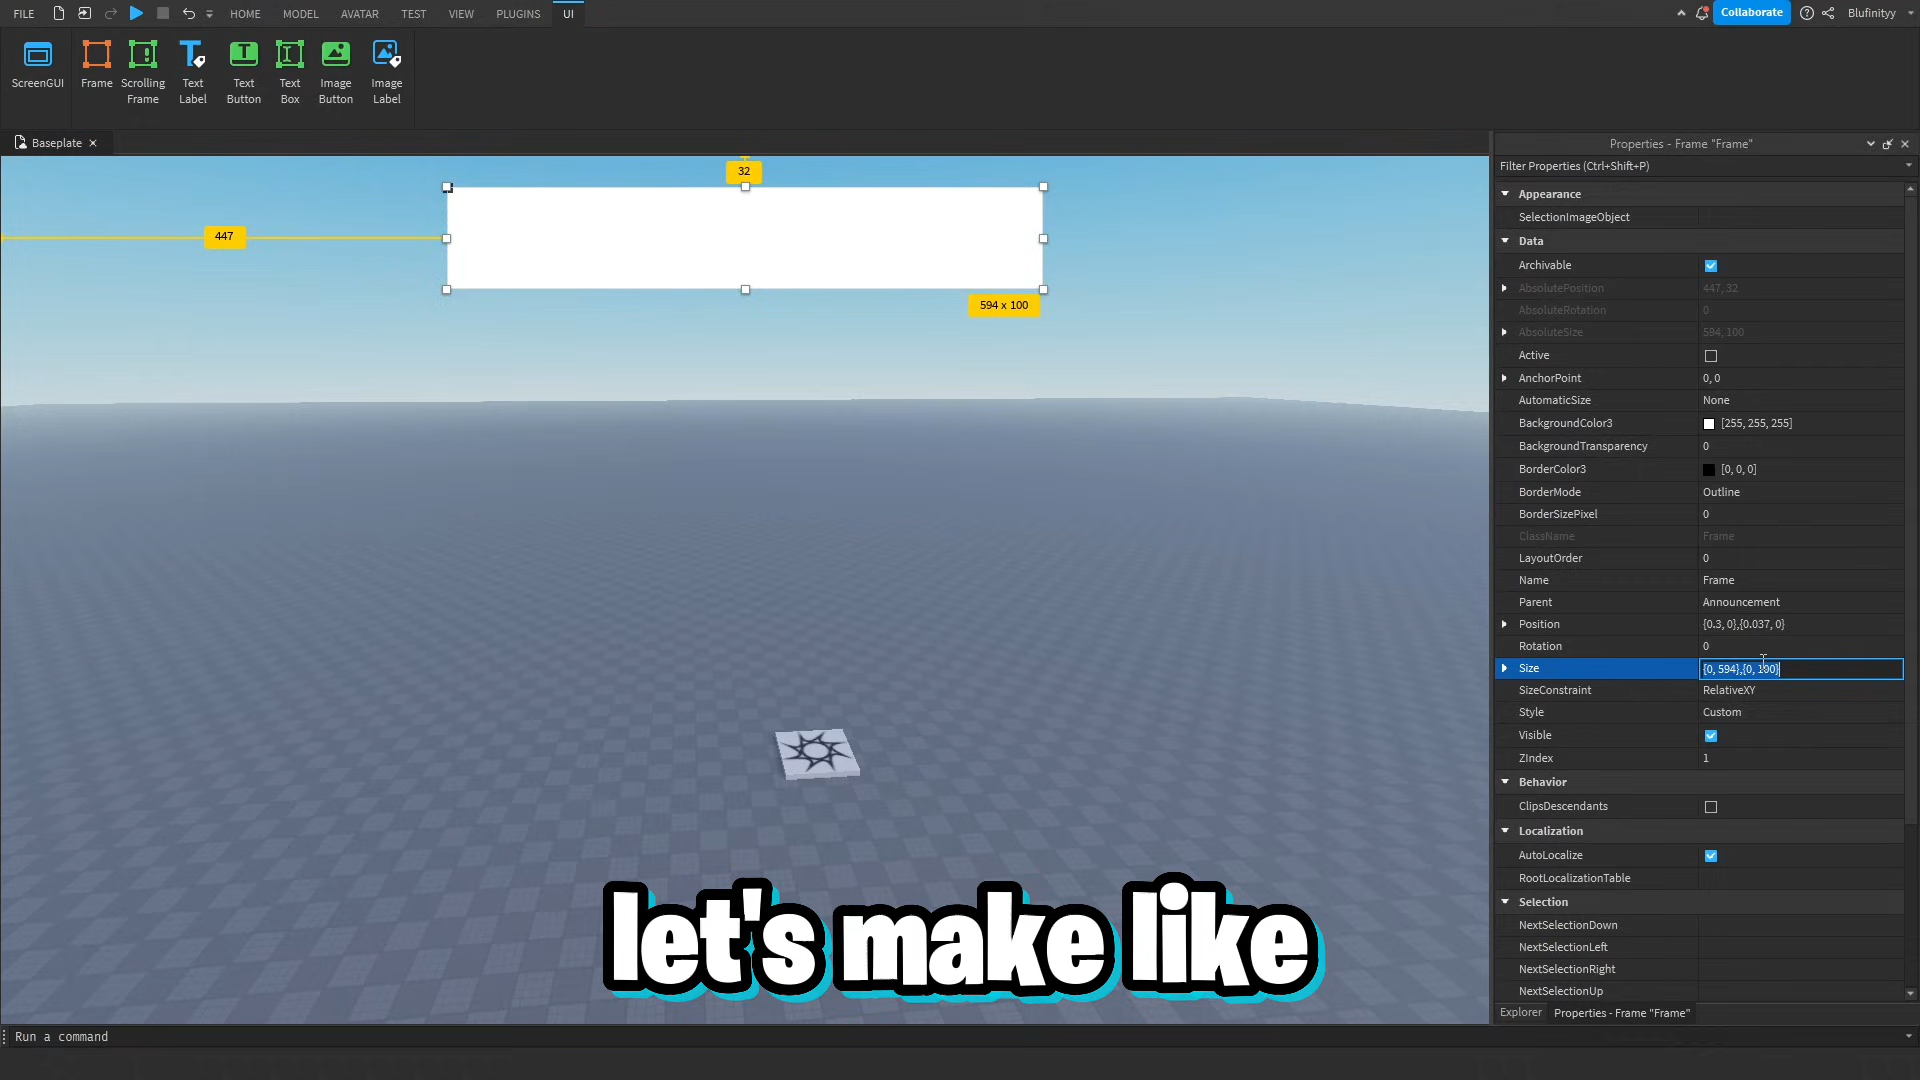 FILE
HOME
MODEL
AVATAR
TEST
VIEW
PLUGINS
UI
Collaborate
Blufinityy
ScreenGUI
Frame
Scrolling
Frame
Text
Label
Text
Button
Text
Box
Image
Button
Image
Label
Baseplate
32
447
594 x 100
let's make like
Properties - Frame "Frame"
Filter Properties (Ctrl+Shift+P)
Appearance
SelectionImageObject
Data
Archivable
AbsolutePosition 447, 32
AbsoluteRotation 0
AbsoluteSize 594, 100
Active
AnchorPoint 0, 0
AutomaticSize None
BackgroundColor3 [255, 255, 255]
BackgroundTransparency 0
BorderColor3 [0, 0, 0]
BorderMode Outline
BorderSizePixel 0
ClassName Frame
LayoutOrder 0
Name Frame
Parent Announcement
Position {0.3, 0},{0.037, 0}
Rotation 0
Size {0, 594},{0, 100}
SizeConstraint RelativeXY
Style Custom
Visible
ZIndex 1
Behavior
ClipsDescendants
Localization
AutoLocalize
RootLocalizationTable
Selection
NextSelectionDown
NextSelectionLeft
NextSelectionRight
NextSelectionUp
Explorer Properties - Frame "Frame"
Run a command